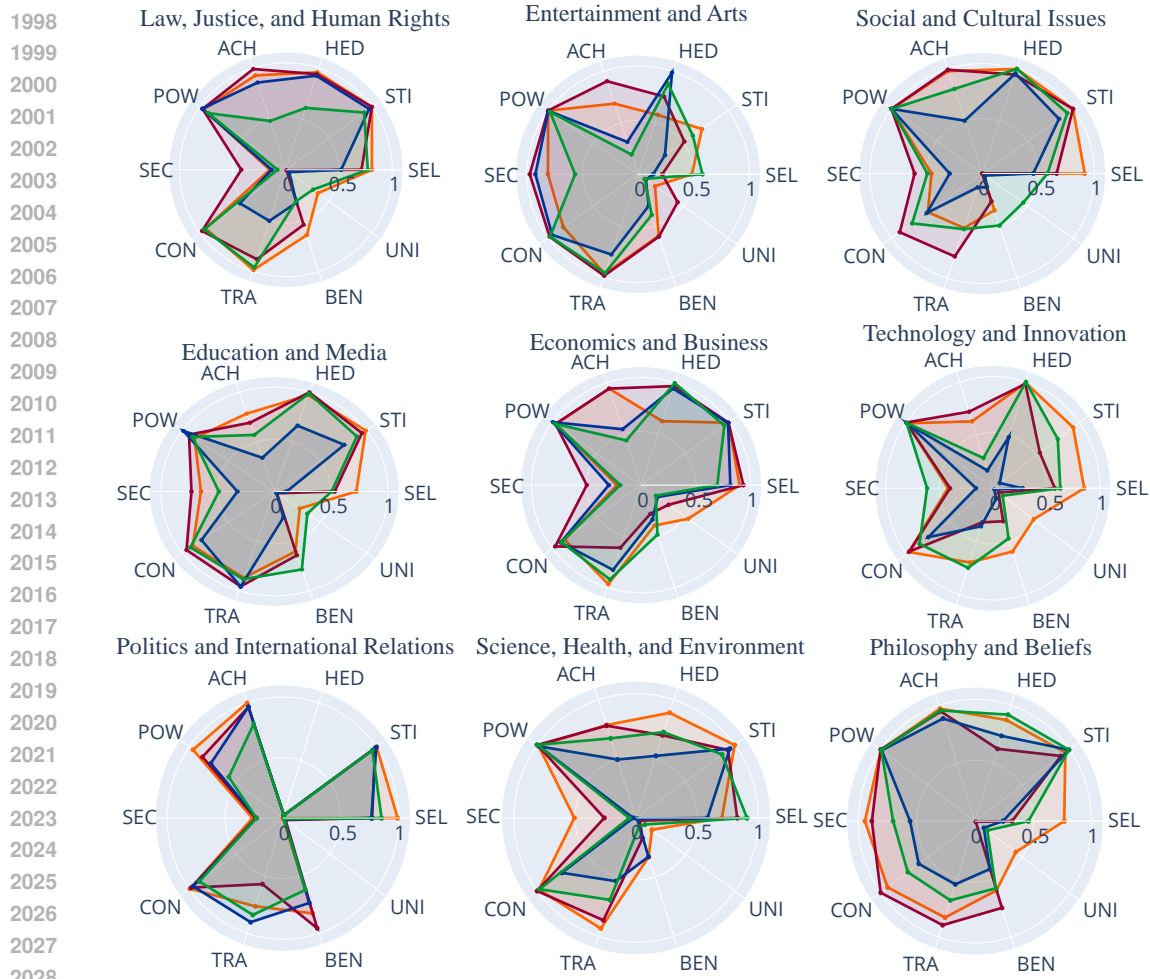 1998
1999
2000
2001
2002
2003
2004
2005
2006
2007
2008
2009
2010
2011
2012
2013
2014
2015
2016
2017
2018
2019
2020
2021
2022
2023
2024
2025
2026
2027
2028
Law, Justice, and Human Rights
ACH HED
POW STI
SEC 0 0.5 1 SEL
CON UNI
TRA BEN
Entertainment and Arts
ACH HED
POW STI
SEC 0 0.5 1 SEL
CON UNI
TRA BEN
Social and Cultural Issues
ACH HED
POW STI
SEC 0 0.5 1 SEL
CON UNI
TRA BEN
Education and Media
ACH HED
POW STI
SEC 0 0.5 1 SEL
CON UNI
TRA BEN
Economics and Business
ACH HED
POW STI
SEC 0 0.5 1 SEL
CON UNI
TRA BEN
Technology and Innovation
ACH HED
POW STI
SEC 0 0.5 1 SEL
CON UNI
TRA BEN
Politics and International Relations
ACH HED
POW STI
SEC 0 0.5 1 SEL
CON UNI
TRA BEN
Science, Health, and Environment
ACH HED
POW STI
SEC 0 0.5 1 SEL
CON UNI
TRA BEN
Philosophy and Beliefs
ACH HED
POW STI
SEC 0 0.5 1 SEL
CON UNI
TRA BEN